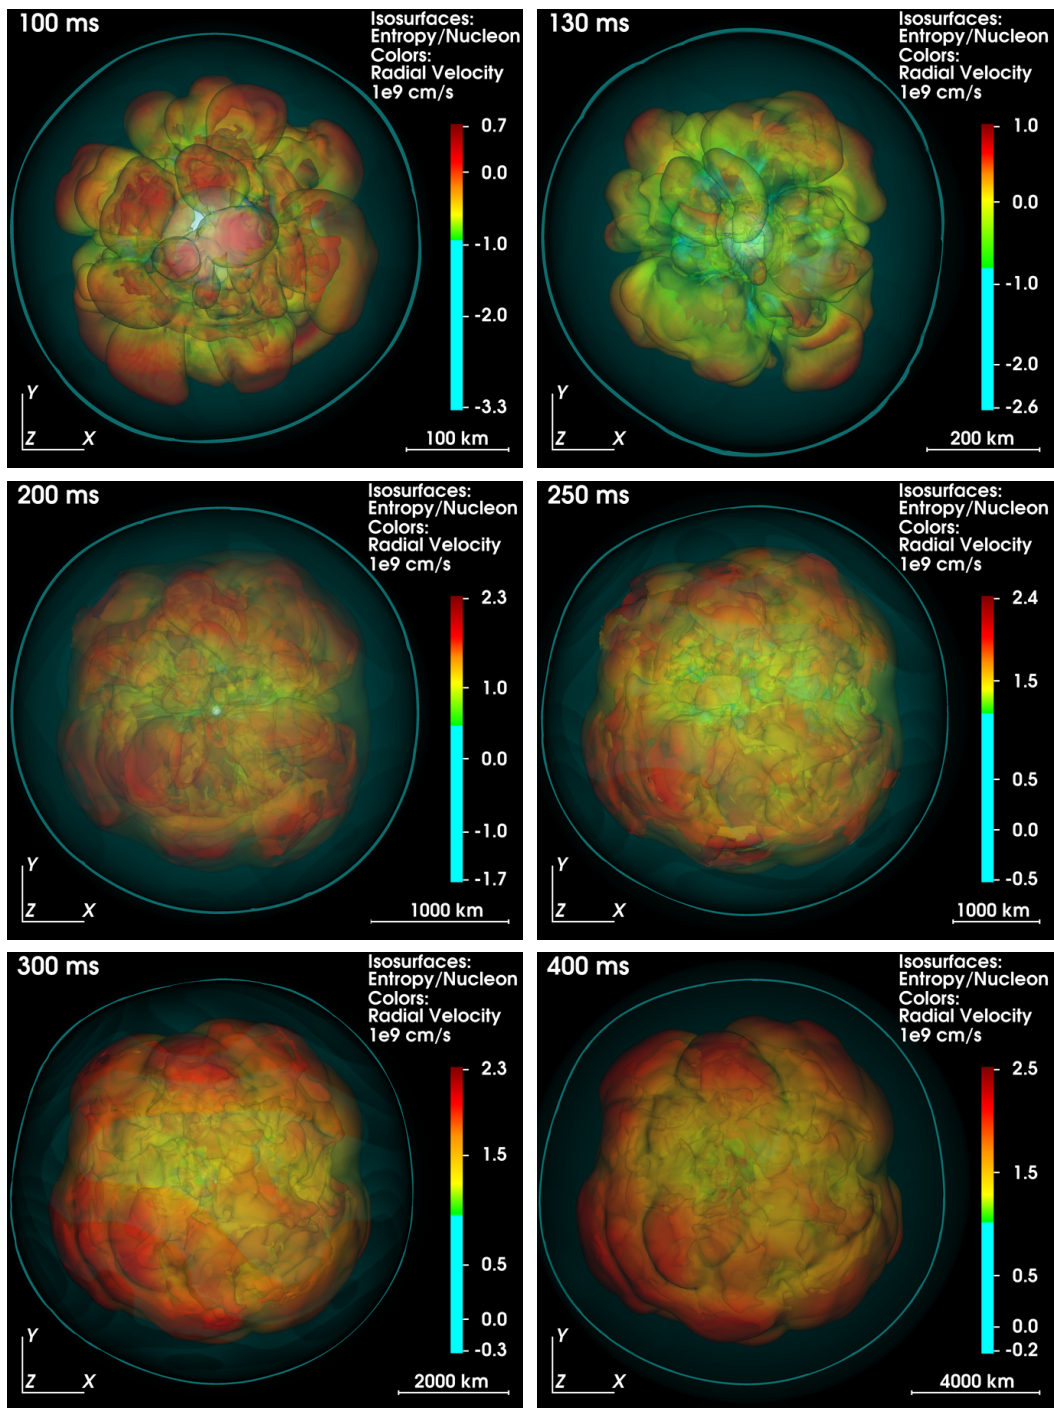 100 ms
Isosurfaces:
Entropy/Nucleon
Colors:
Radial Velocity
1e9 cm/s
0.7
0.0
-1.0
-2.0
-3.3
Y
Z X
100 km
130 ms
Isosurfaces:
Entropy/Nucleon
Colors:
Radial Velocity
1e9 cm/s
1.0
0.0
-1.0
-2.0
-2.6
Y
Z X
200 km
200 ms
Isosurfaces:
Entropy/Nucleon
Colors:
Radial Velocity
1e9 cm/s
2.3
1.0
0.0
-1.0
-1.7
Y
Z X
1000 km
250 ms
Isosurfaces:
Entropy/Nucleon
Colors:
Radial Velocity
1e9 cm/s
2.4
1.5
0.5
0.0
-0.5
Y
Z X
1000 km
300 ms
Isosurfaces:
Entropy/Nucleon
Colors:
Radial Velocity
1e9 cm/s
2.3
1.5
0.5
0.0
-0.3
Y
Z X
2000 km
400 ms
Isosurfaces:
Entropy/Nucleon
Colors:
Radial Velocity
1e9 cm/s
2.5
1.5
0.5
0.0
-0.2
Y
Z X
4000 km